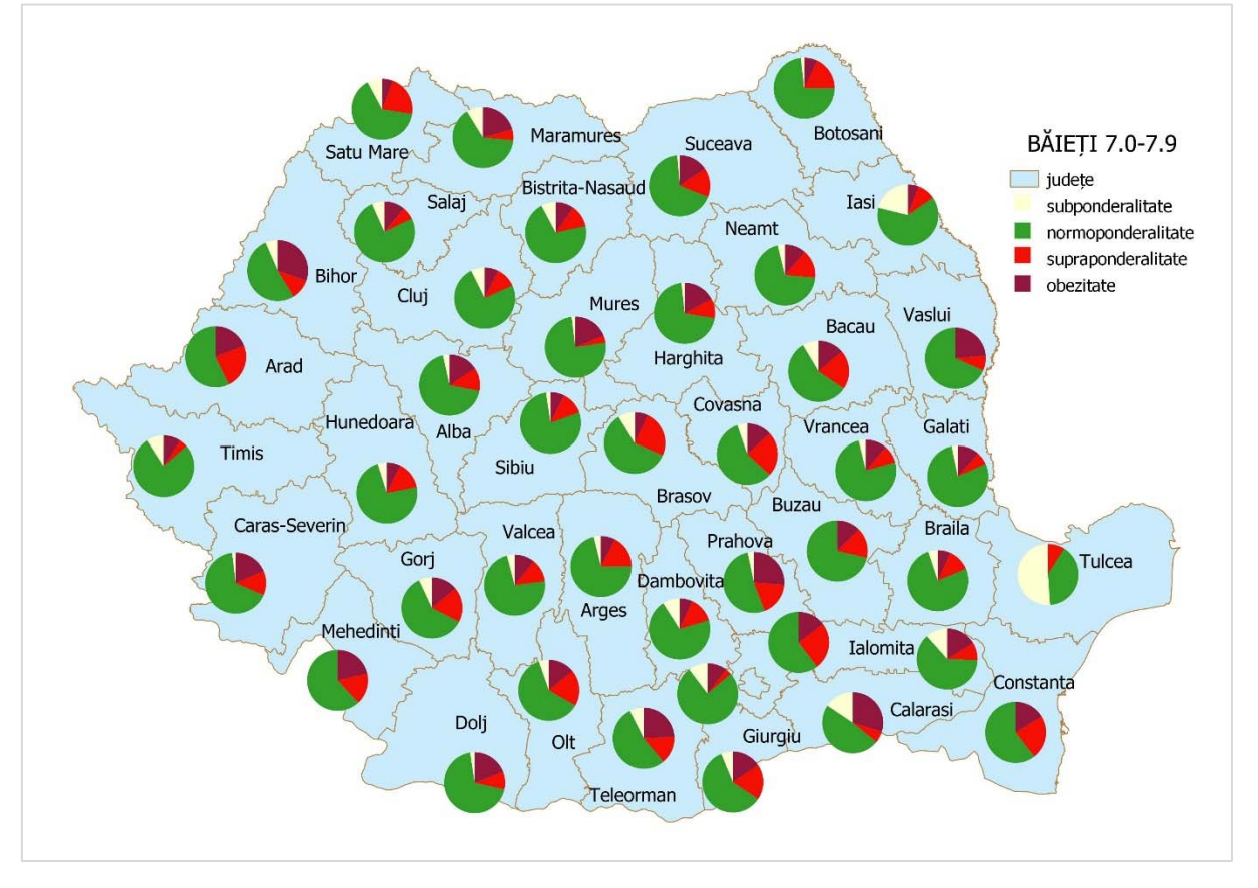 Botosani
Maramures
Suceava
Satu Mare
BĂIEȚI 7.0-7.9
județe
subponderalitate
normoponderalitate
supraponderalitate
obezitate
Bistrita-Nasaud
Salaj
Iasi
Neamt
Bihor
Cluj
Mures
Bacau
Vaslui
Harghita
Arad
Hunedoara
Alba
Covasna
Vrancea
Galati
Timis
Sibiu
Brasov
Buzau
Caras-Severin
Valcea
Braila
Prahova
Gorj
Tulcea
Dambovita
Arges
Mehedinti
Ialomita
Constanta
Calarasi
Dolj
Olt
Giurgiu
Teleorman